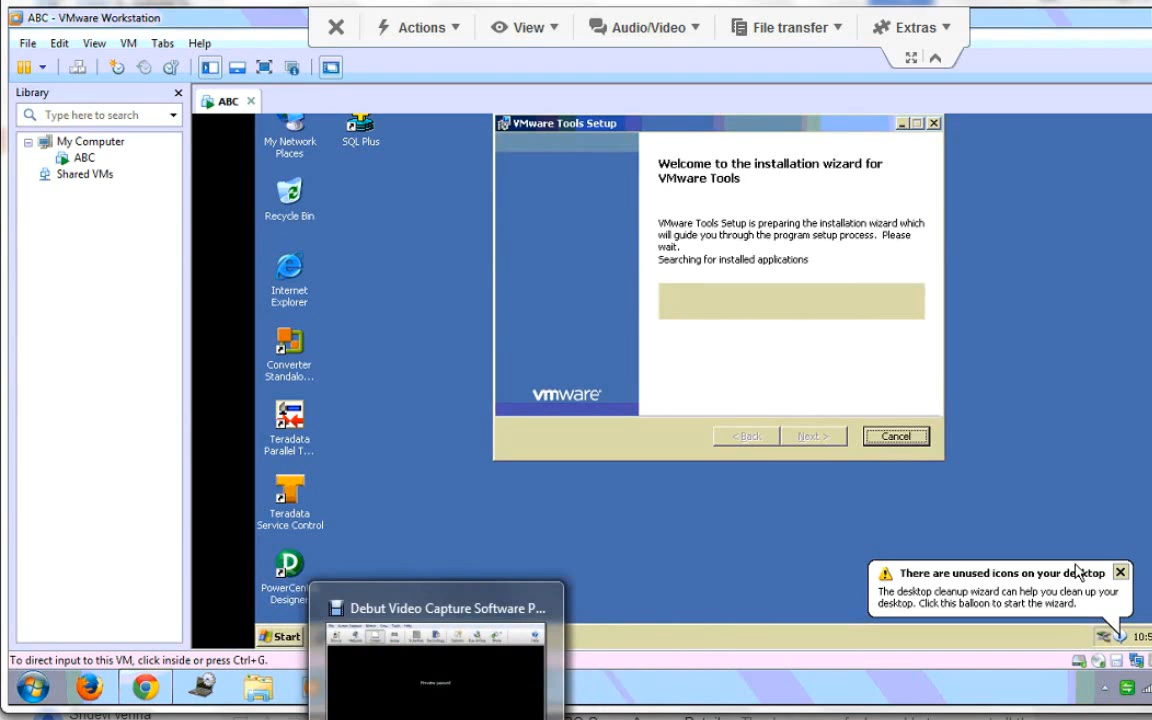 ABC - VMware Workstation
Actions
View
Audio/Video
File transfer
Extras
File Edit View VM Tabs Help
Library
Type here to search
My Computer
ABC
Shared VMs
ABC
My Network
Places
SQL Plus
Recycle Bin
Internet
Explorer
Converter
Standalo...
Teradata
Parallel T...
Teradata
Service Control
Designer
VMware Tools Setup
Welcome to the installation wizard for
VMware Tools
VMware Tools Setup is preparing the installation wizard which
will guide you through the program setup process. Please
wait.
Searching for installed applications
vmware
< Back
Next >
Cancel
There are unused icons on your desktop
The desktop cleanup wizard can help you clean up your
desktop. Click this balloon to start the wizard.
Debut Video Capture Software P...
Start
To direct input to this VM, click inside or press Ctrl+G.